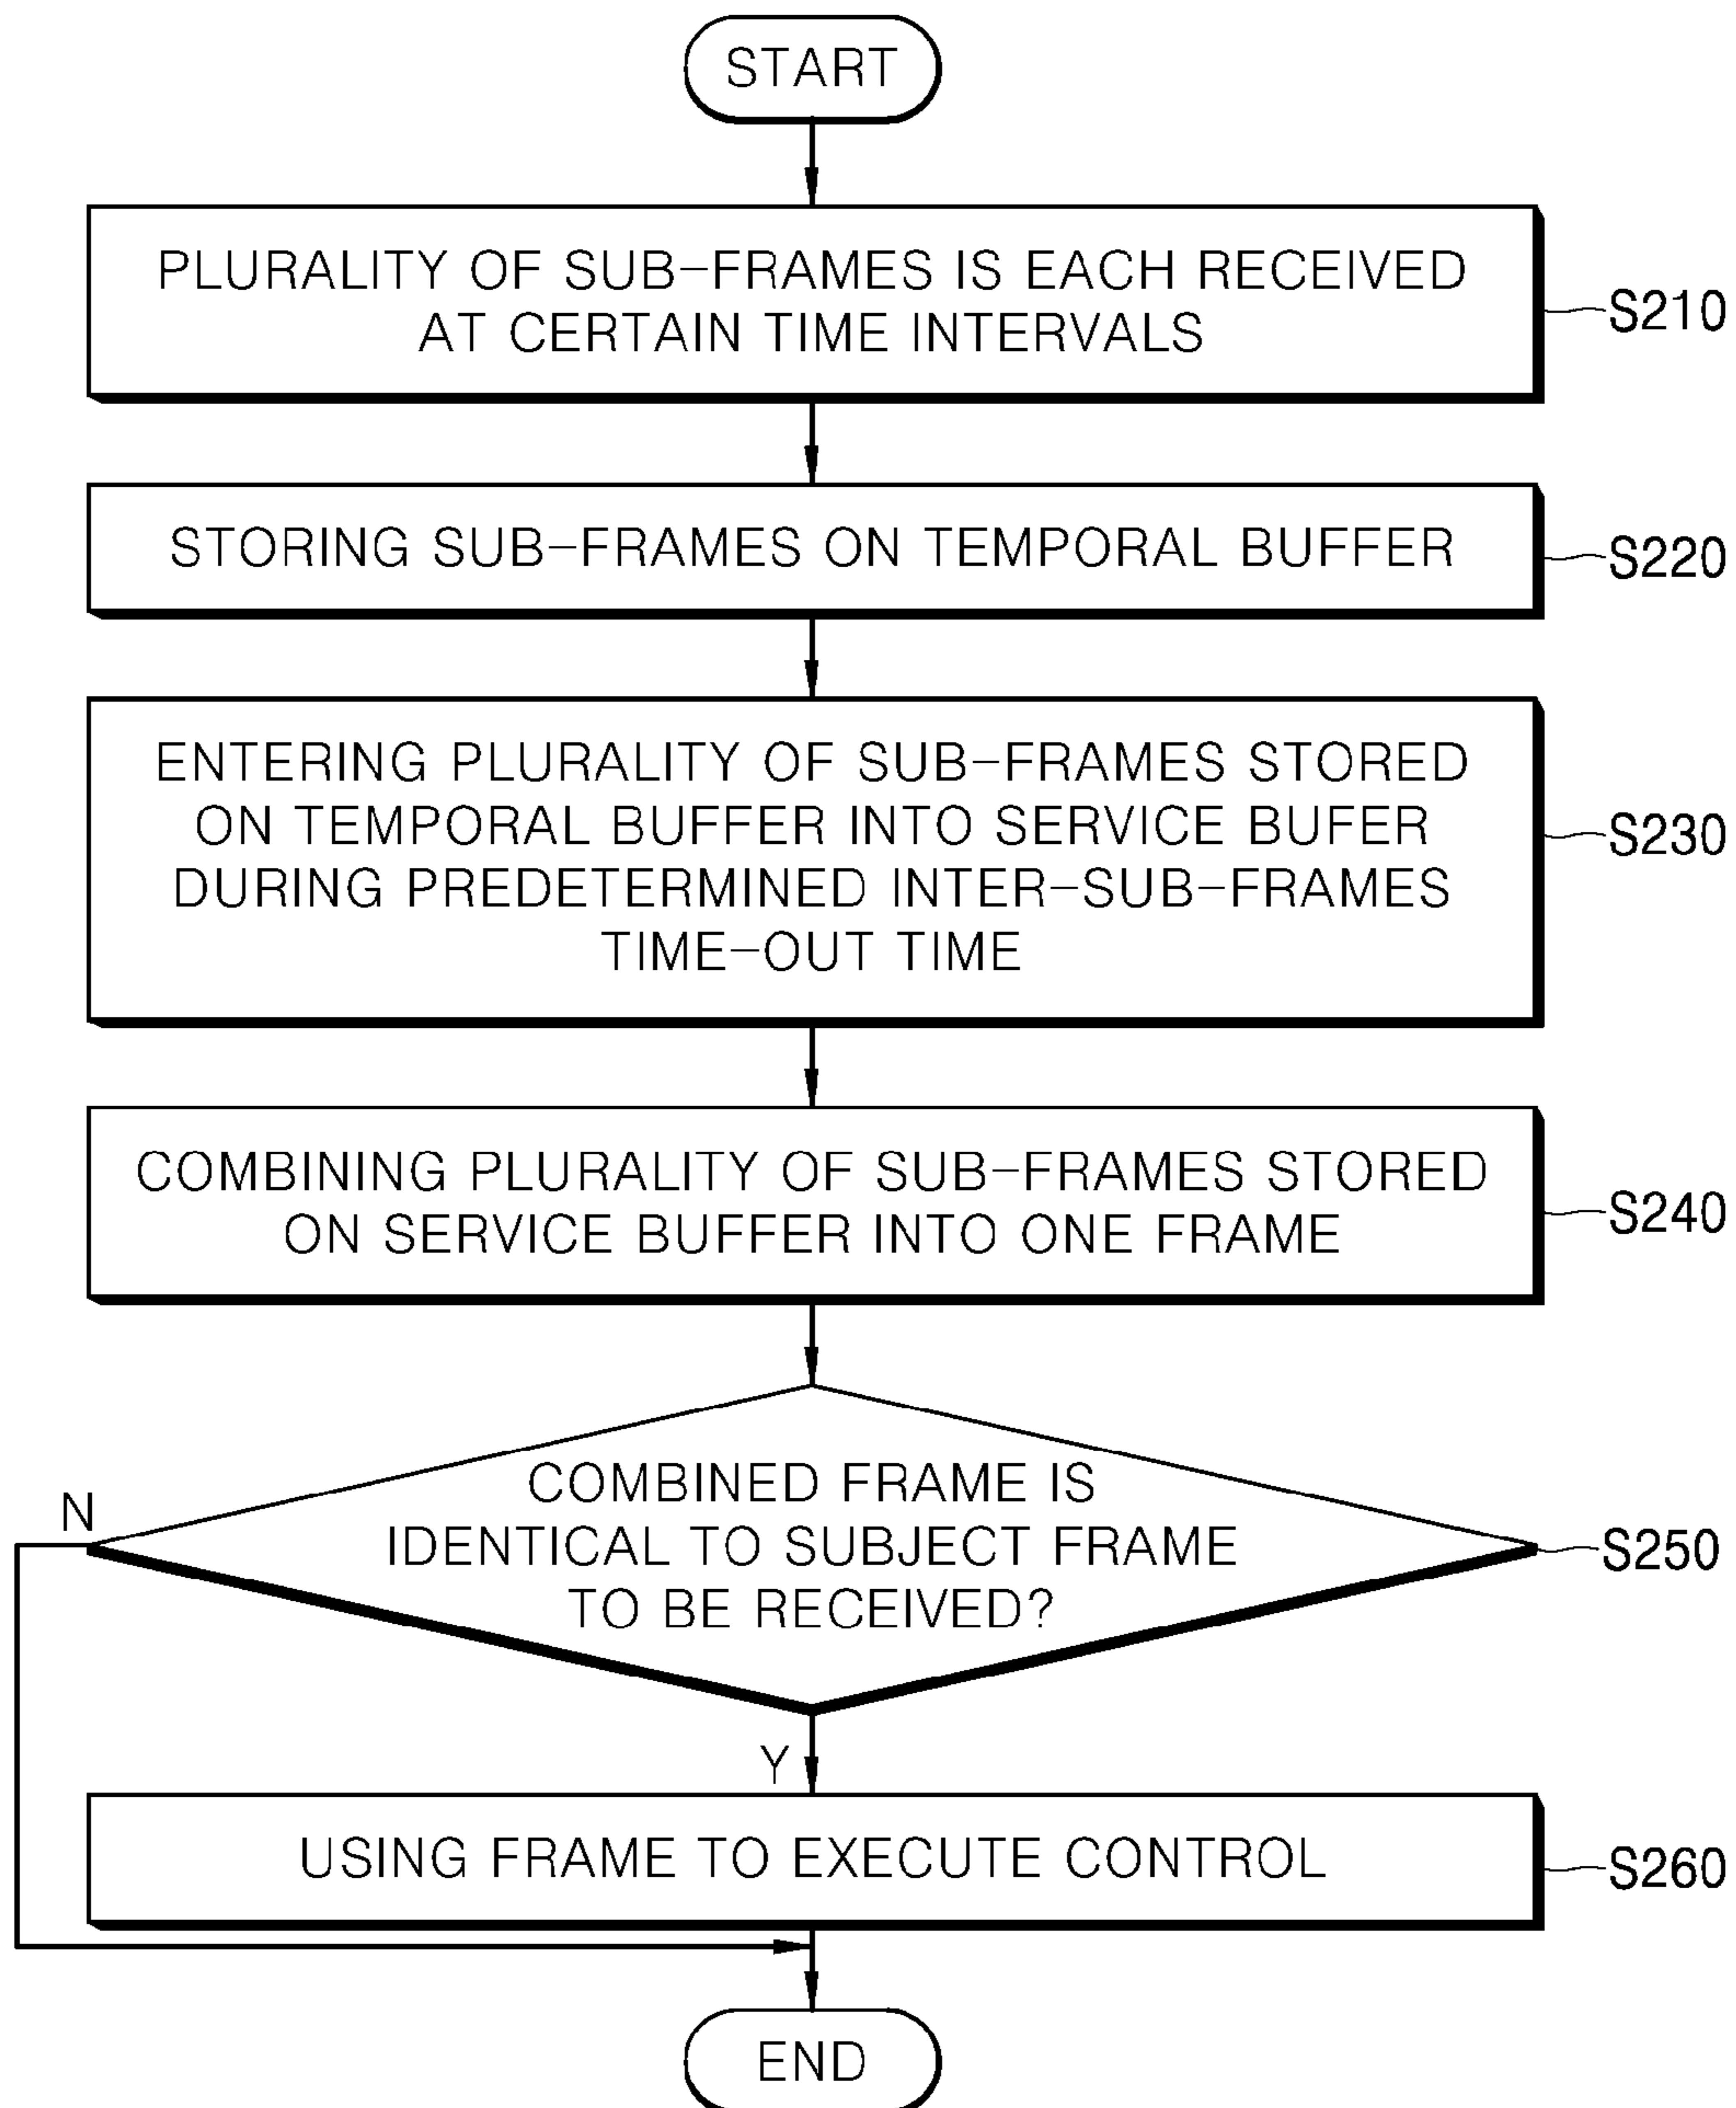 START
PLURALITY OF SUB-FRAMES IS EACH RECEIVED
AT CERTAIN TIME INTERVALS
S210
STORING SUB-FRAMES ON TEMPORAL BUFFER
S220
ENTERING PLURALITY OF SUB-FRAMES STORED
ON TEMPORAL BUFFER INTO SERVICE BUFER
DURING PREDETERMINED INTER-SUB-FRAMES
TIME-OUT TIME
S230
COMBINING PLURALITY OF SUB-FRAMES STORED
ON SERVICE BUFFER INTO ONE FRAME
S240
COMBINED FRAME IS
IDENTICAL TO SUBJECT FRAME
TO BE RECEIVED?
N
S250
Y
USING FRAME TO EXECUTE CONTROL
S260
END